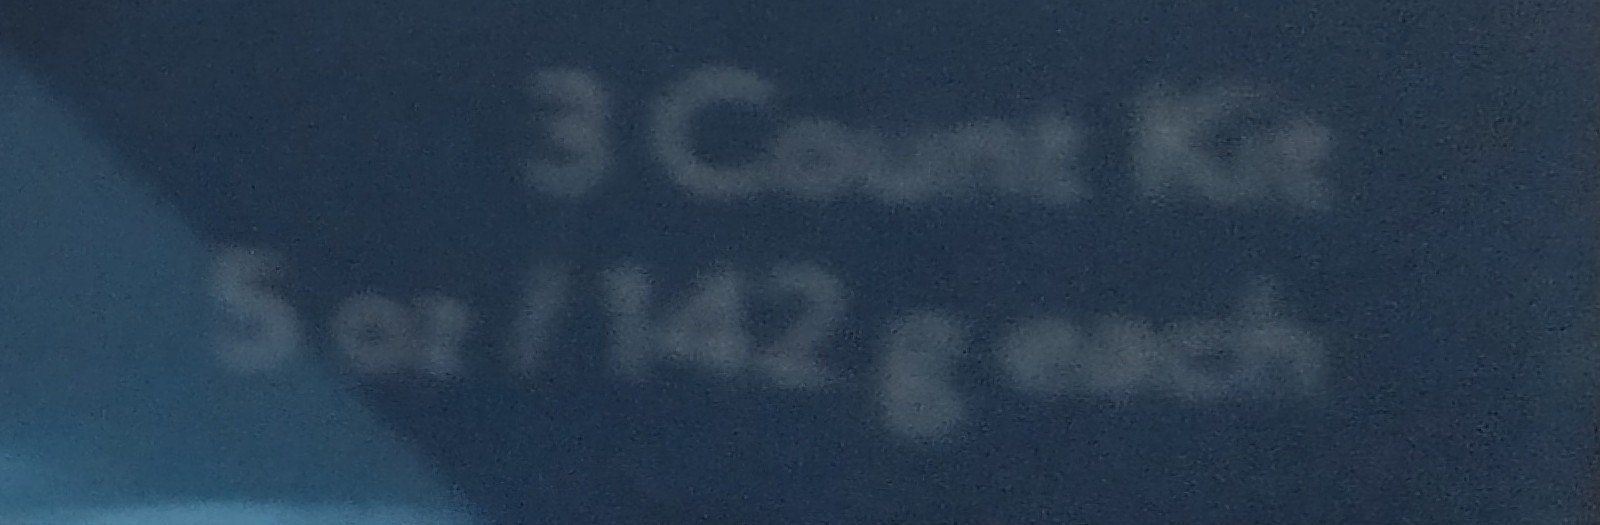 3 Count Kit
5 oz / 142 g each